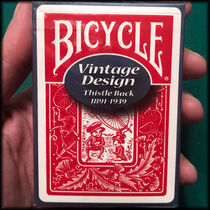 BICYCLE
Vintage
Design
Thistle Back
1891-1939